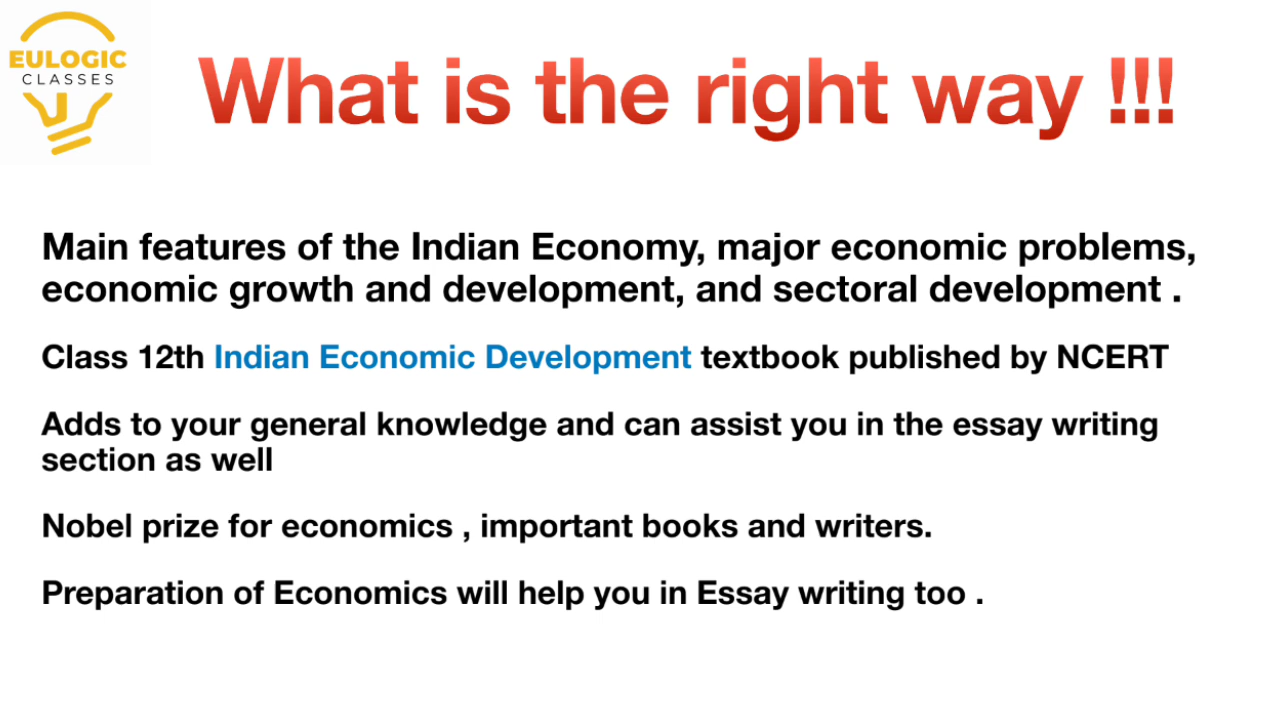 EULOGIC
CLASSES
What is the right way !!!
Main features of the Indian Economy, major economic problems,
economic growth and development, and sectoral development .
Class 12th Indian Economic Development textbook published by NCERT
Adds to your general knowledge and can assist you in the essay writing
section as well
Nobel prize for economics , important books and writers.
Preparation of Economics will help you in Essay writing too .